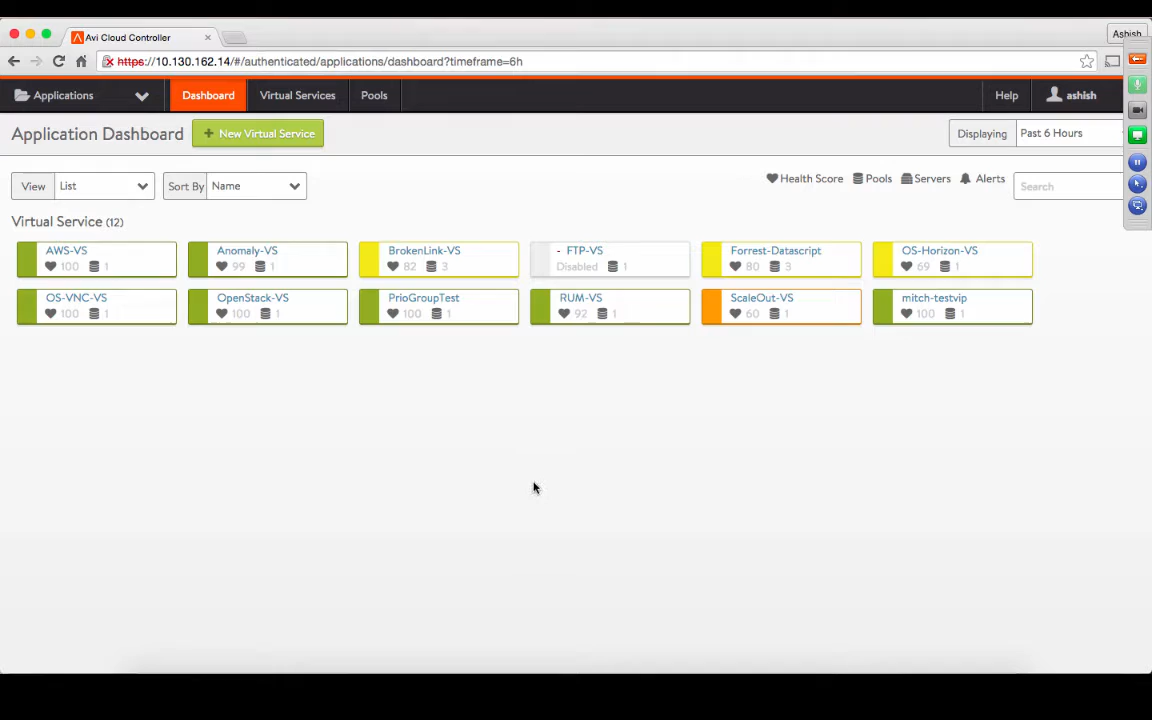 Avi Cloud Controller
Ashish
https://10.130.162.14/#/authenticated/applications/dashboard?timeframe=6h
Applications Dashboard Virtual Services Pools Help ashish
Application Dashboard + New Virtual Service Displaying Past 6 Hours
View List Sort By Name Health Score Pools Servers Alerts Search
Virtual Service (12)
AWS-VS Anomaly-VS BrokenLink-VS - FTP-VS Forrest-Datascript OS-Horizon-VS
100 1 99 1 82 3 Disabled 1 80 3 69 1
OS-VNC-VS OpenStack-VS PrioGroupTest RUM-VS ScaleOut-VS mitch-testvip
100 1 100 1 100 1 92 1 60 1 100 1